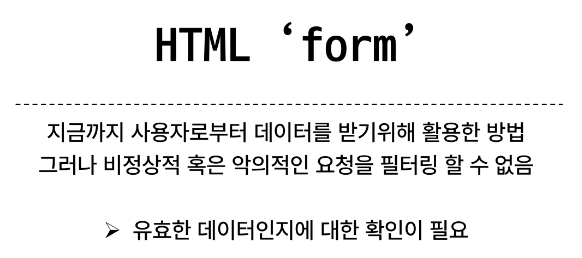 HTML ‘form’
지금까지 사용자로부터 데이터를 받기위해 활용한 방법
그러나 비정상적 혹은 악의적인 요청을 필터링 할 수 없음
➢ 유효한 데이터인지에 대한 확인이 필요